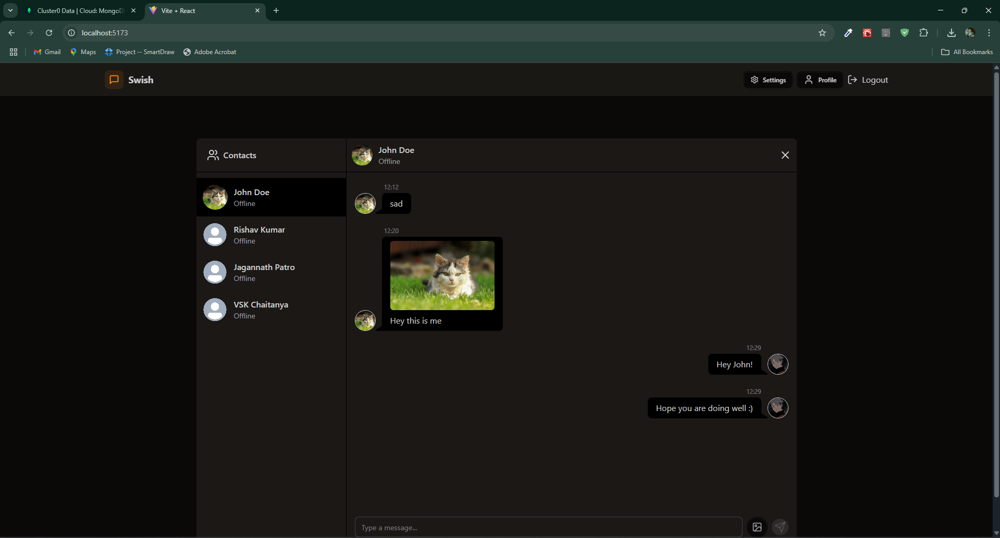 Cluster0 Data | Cloud: MongoD
Vite + React
localhost:5173
Gmail
Maps
Project -- SmartDraw
Adobe Acrobat
All Bookmarks
Swish
Settings
Profile
Logout
Contacts
John Doe
Offline
Rishav Kumar
Offline
Jagannath Patro
Offline
VSK Chaitanya
Offline
John Doe
Offline
12:12
sad
12:20
Hey this is me
12:29
Hey John!
12:29
Hope you are doing well :)
Type a message...